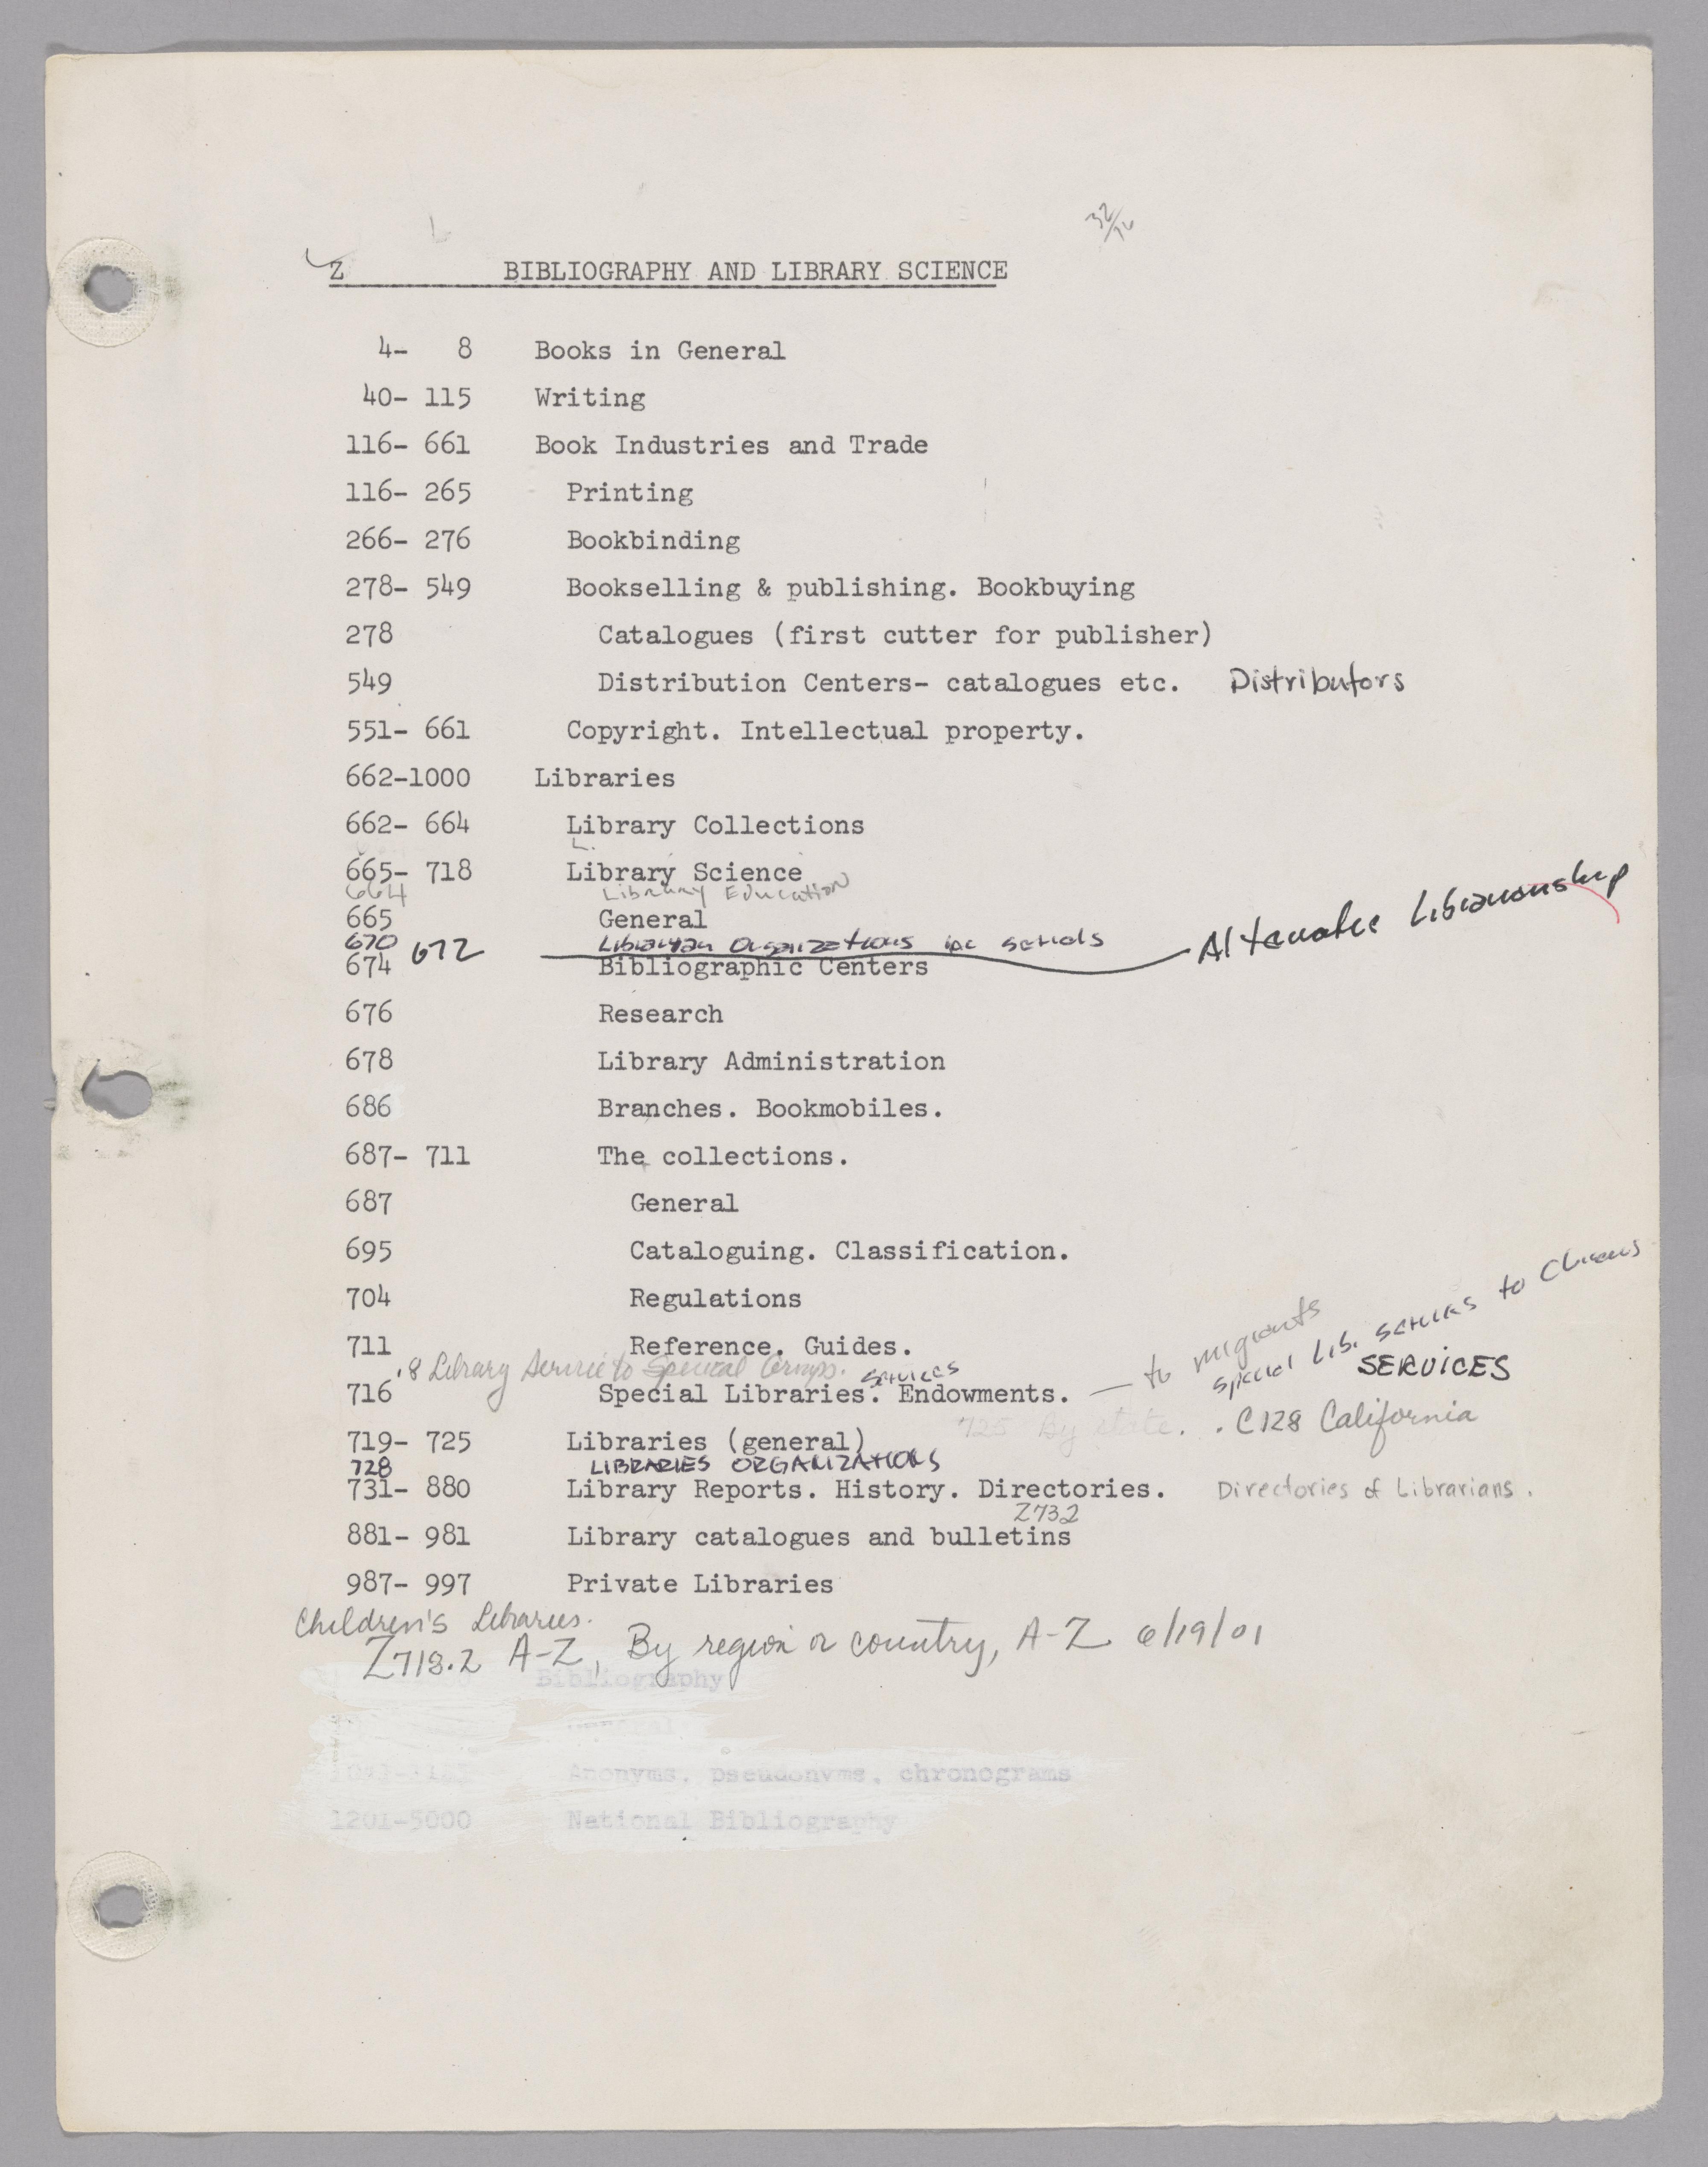 32/
Z BIBLIOGRAPHY AND LIBRARY SCIENCE
4- 8 Books in General
40- 115 Writing
116- 661 Book Industries and Trade
116- 265 Printing
266- 276 Bookbinding
278- 549 Bookselling & publishing. Bookbuying
278 Catalogues (first cutter for publisher)
549 Distribution Centers- catalogues etc. Distributors
551- 661 Copyright. Intellectual property.
662-1000 Libraries
662- 664 Library Collections
665- 718 Library Science
664 Library Education
665 General
670 Librarian Organizations inc
672 Alternative Librarianship
674 Bibliographic Centers
676 Research
678 Library Administration
686 Branches. Bookmobiles.
687- 711 The collections.
687 General
695 Cataloguing. Classification.
704 Regulations
711 Reference. Guides.
.8 Library Service to Special Groups. services
716 Special Libraries. Endowments. — to migrants
Special Lib. services to
SERVICES
725 By state. .C128 California
719- 725 Libraries (general)
728 LIBRARIES ORGANIZATIONS
731- 880 Library Reports. History. Directories. Directories of Librarians.
Z732
881- 981 Library catalogues and bulletins
987- 997 Private Libraries
Children's Libraries.
Z718.2 A-Z, By region or country, A-Z 6/19/01
Bibliography
General
Anonyms, pseudonyms, chronograms
1201-5000 National Bibliography